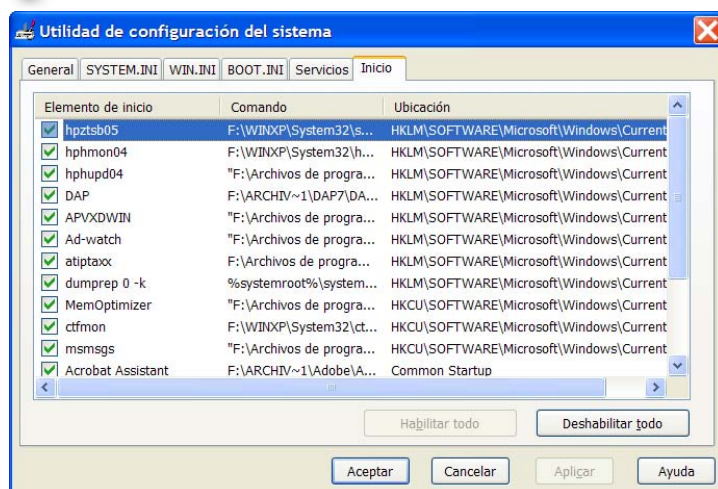 Utilidad de configuración del sistema
General SYSTEM.INI WIN.INI BOOT.INI Servicios Inicio
Elemento de inicio Comando Ubicación
hpztsb05 F:\WINXP\System32\s... HKLM\SOFTWARE\Microsoft\Windows\Current
hphmon04 F:\WINXP\System32\h... HKLM\SOFTWARE\Microsoft\Windows\Current
hphupd04 "F:\Archivos de progra... HKLM\SOFTWARE\Microsoft\Windows\Current
DAP F:\ARCHIV~1\DAP7\DA... HKLM\SOFTWARE\Microsoft\Windows\Current
APVXDWIN "F:\Archivos de progra... HKLM\SOFTWARE\Microsoft\Windows\Current
Ad-watch "F:\Archivos de progra... HKLM\SOFTWARE\Microsoft\Windows\Current
atiptaxx F:\Archivos de progra... HKLM\SOFTWARE\Microsoft\Windows\Current
dumprep 0 -k %systemroot%\system... HKLM\SOFTWARE\Microsoft\Windows\Current
MemOptimizer "F:\Archivos de progra... HKCU\SOFTWARE\Microsoft\Windows\Current
ctfmon F:\WINXP\System32\ct... HKCU\SOFTWARE\Microsoft\Windows\Current
msmsgs "F:\Archivos de progra... HKCU\SOFTWARE\Microsoft\Windows\Current
Acrobat Assistant F:\ARCHIV~1\Adobe\A... Common Startup
Habilitar todo Deshabilitar todo
Aceptar Cancelar Aplicar Ayuda